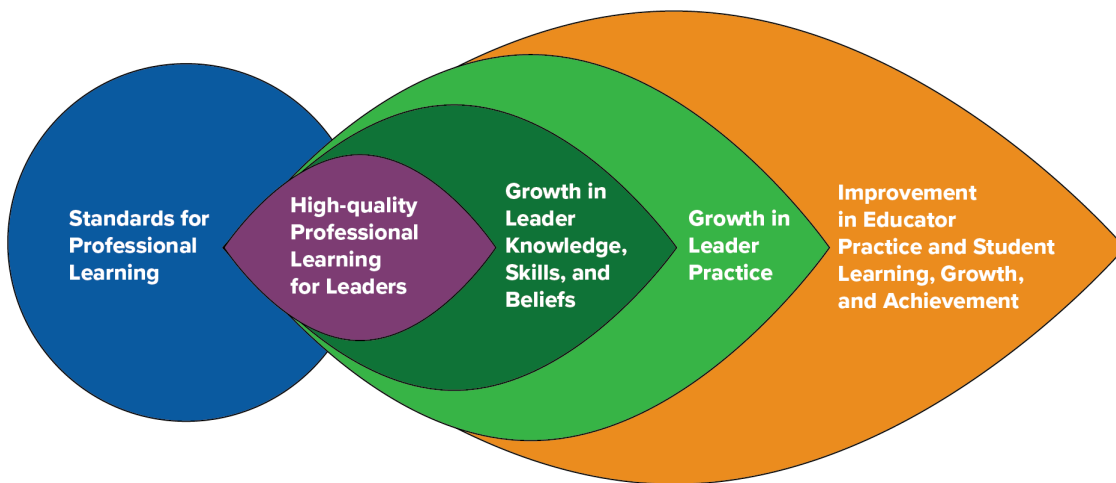 Standards for
Professional
Learning
High-quality
Professional
Learning
for Leaders
Growth in
Leader
Knowledge,
Skills, and
Beliefs
Growth in
Leader
Practice
Improvement
in Educator
Practice and Student
Learning, Growth,
and Achievement